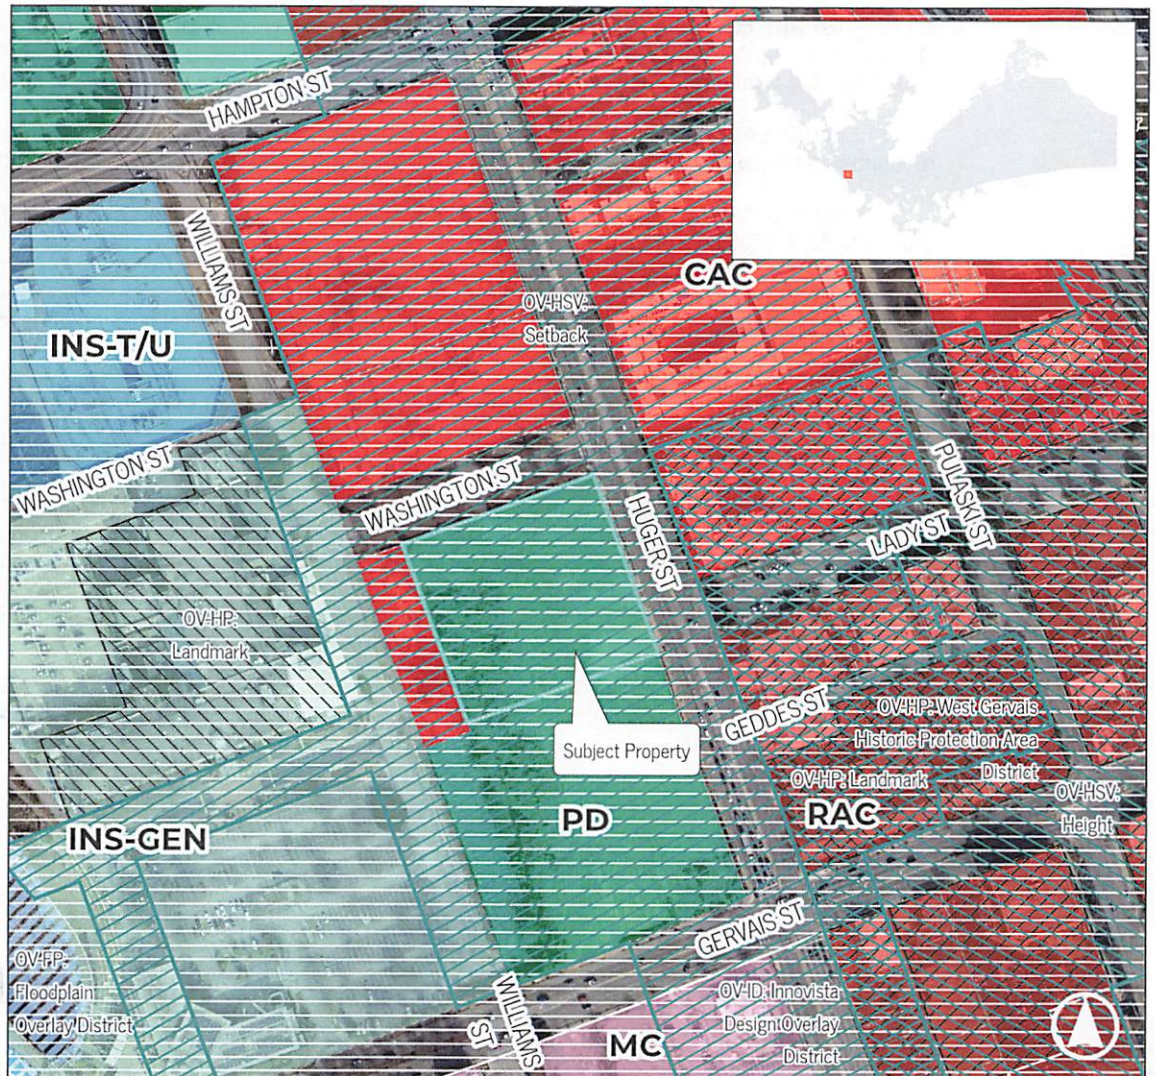 HAMPTON ST
WILLIAMS ST
CAC
OV-HSV:
Setback
INS-T/U
WASHINGTON ST
WASHINGTON ST
HUGER ST
PULASKI ST
LADY ST
OV-HP:
Landmark
Subject Property
GEDDES ST
OV-HP: West Gervais
Historic Protection Area
District
OV-HP: Landmark
OV-HSV:
Height
PD
RAC
INS-GEN
GERVAIS ST
OV-FP:
Floodplain
Overlay District
WILLIAMS
ST
OV-ID: Innovista
Design Overlay
District
MC